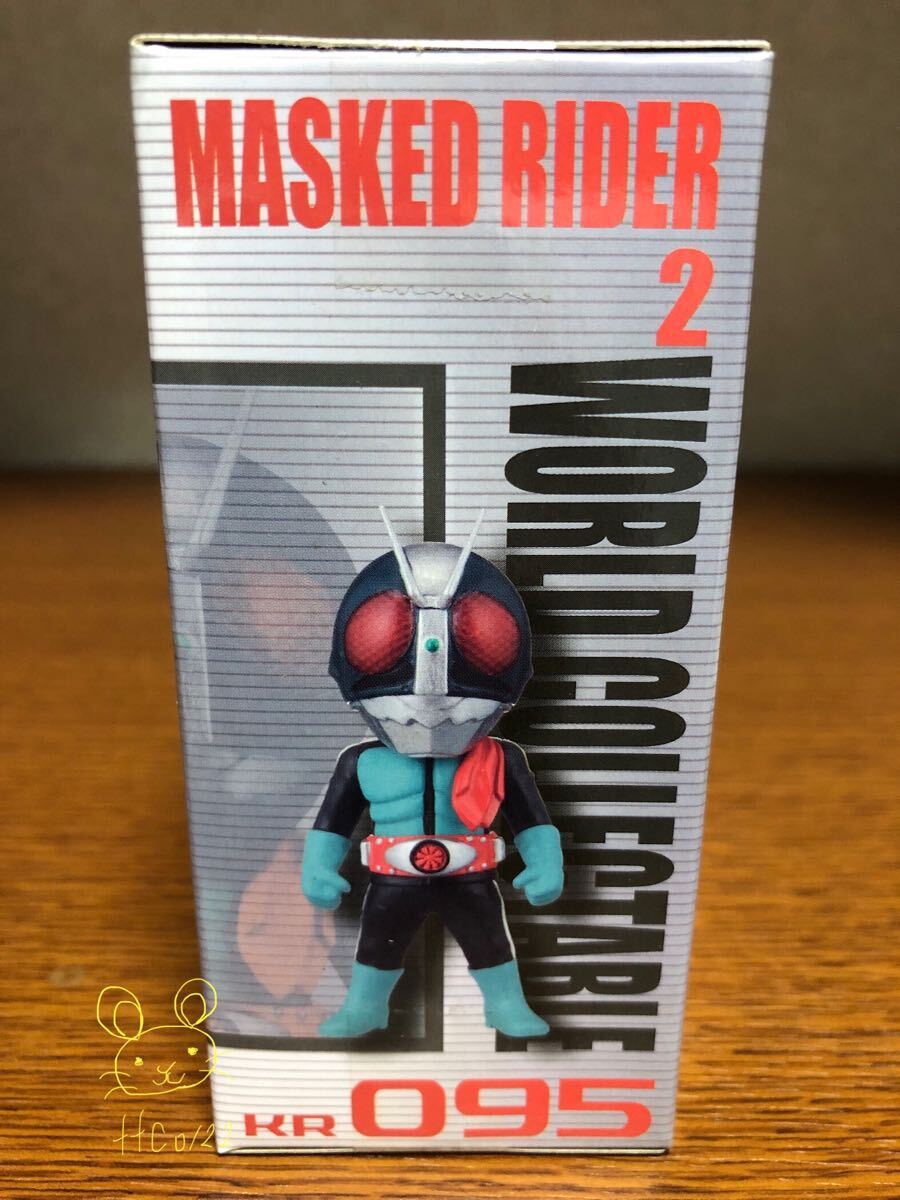 MASKED RIDER
2
WORLD COLLECTABLE
KR 095